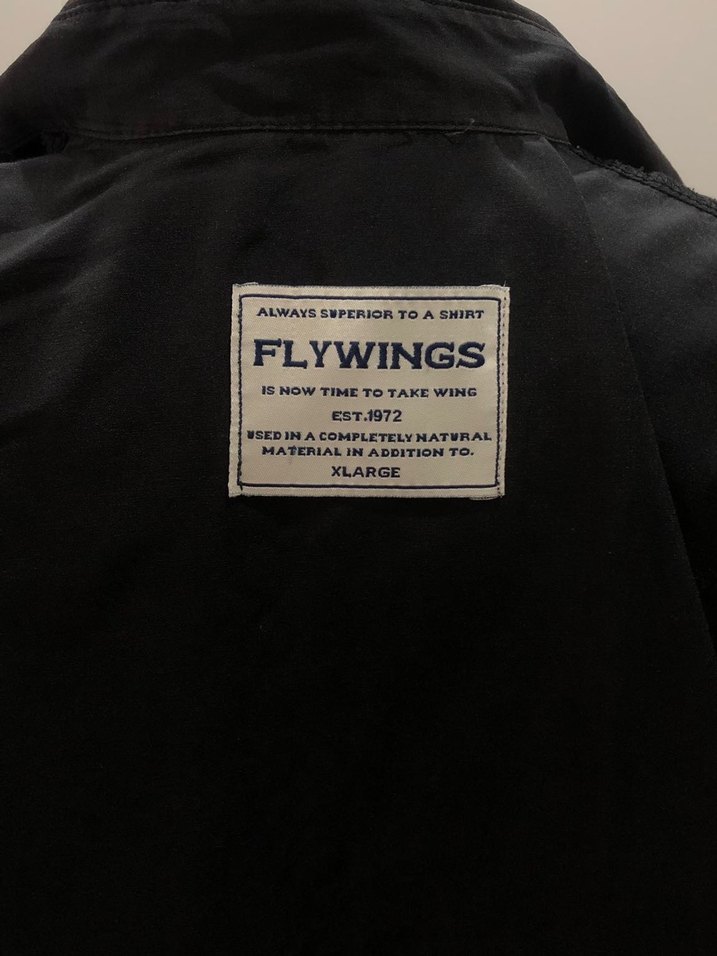 ALWAYS SUPERIOR TO A SHIRT
FLYWINGS
IS NOW TIME TO TAKE WING
EST.1972
USED IN A COMPLETELY NATURAL
MATERIAL IN ADDITION TO.
XLARGE